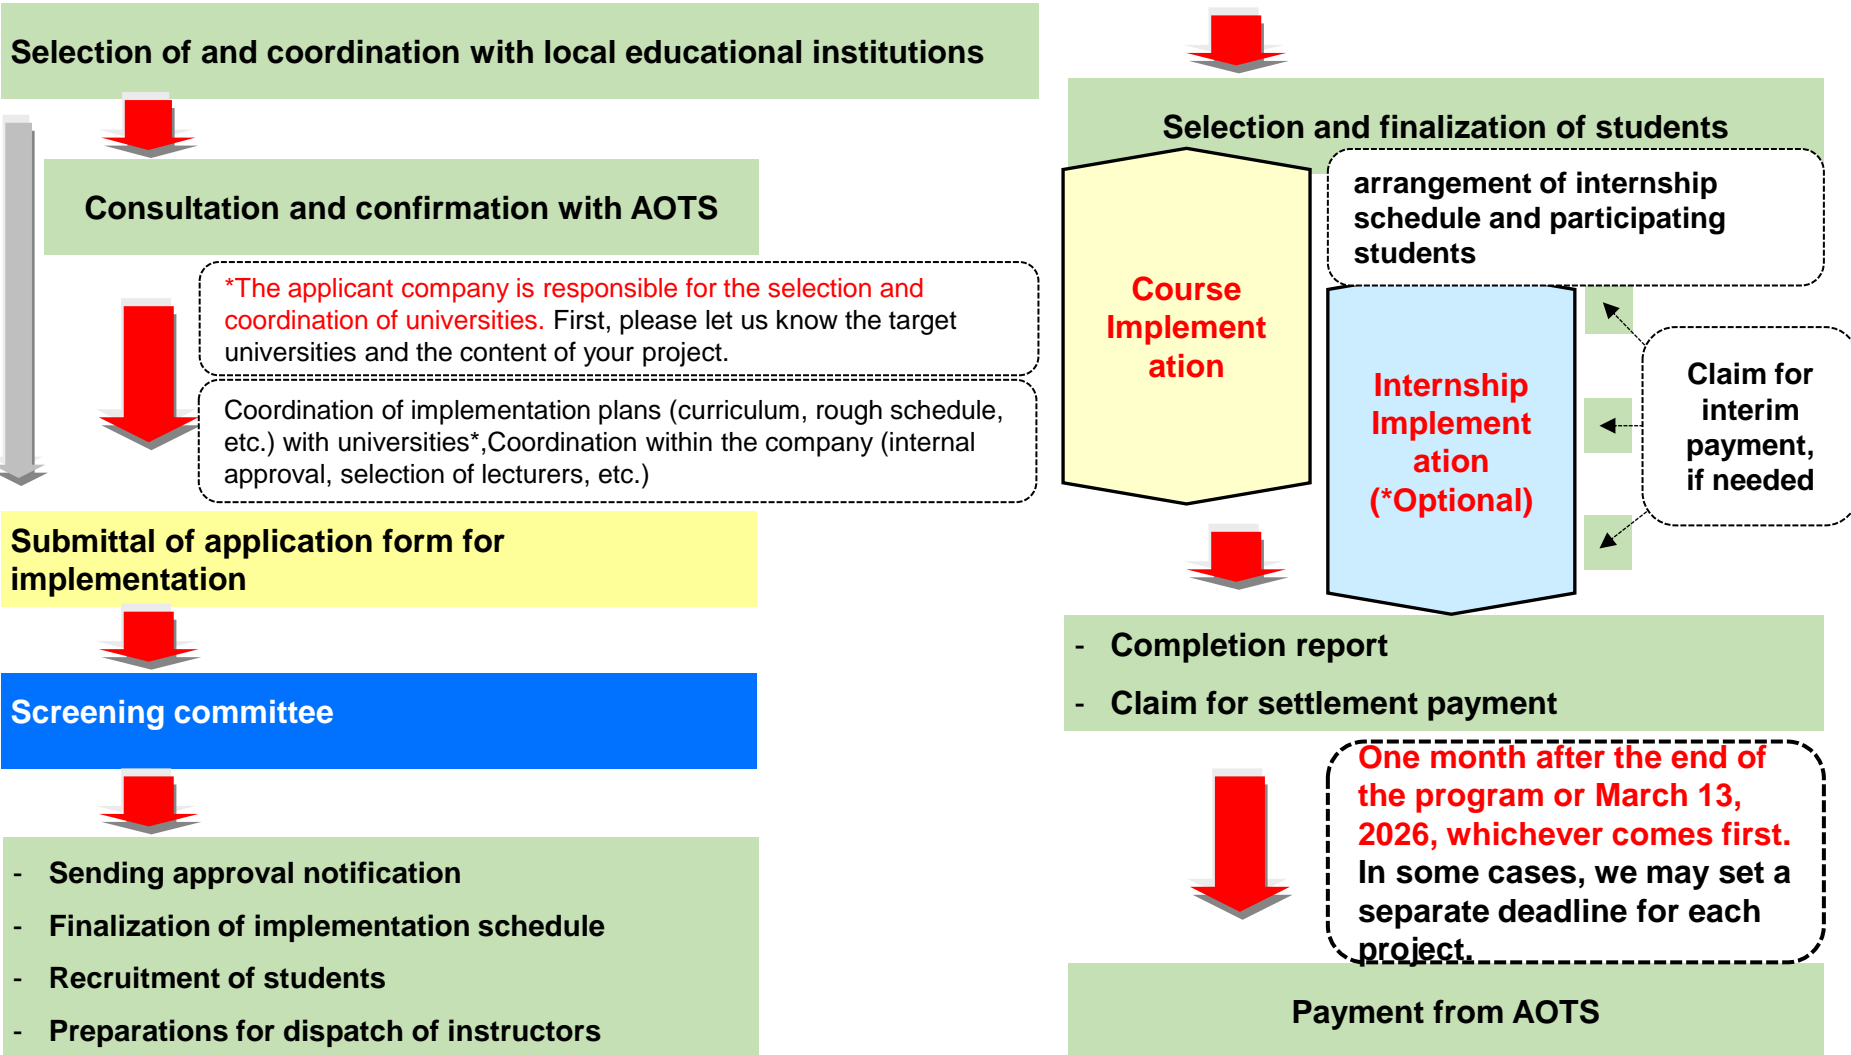 Selection of and coordination with local educational institutions
Consultation and confirmation with AOTS
*The applicant company is responsible for the selection and
coordination of universities. First, please let us know the target
universities and the content of your project.
Coordination of implementation plans (curriculum, rough schedule,
etc.) with universities*,Coordination within the company (internal
approval, selection of lecturers, etc.)
Submittal of application form for
implementation
Screening committee
- Sending approval notification
- Finalization of implementation schedule
- Recruitment of students
- Preparations for dispatch of instructors
Selection and finalization of students
arrangement of internship
schedule and participating
students
Course
Implement
ation
Internship
Implement
ation
(*Optional)
Claim for
interim
payment,
if needed
- Completion report
- Claim for settlement payment
One month after the end of
the program or March 13,
2026, whichever comes first.
In some cases, we may set a
separate deadline for each
project.
Payment from AOTS